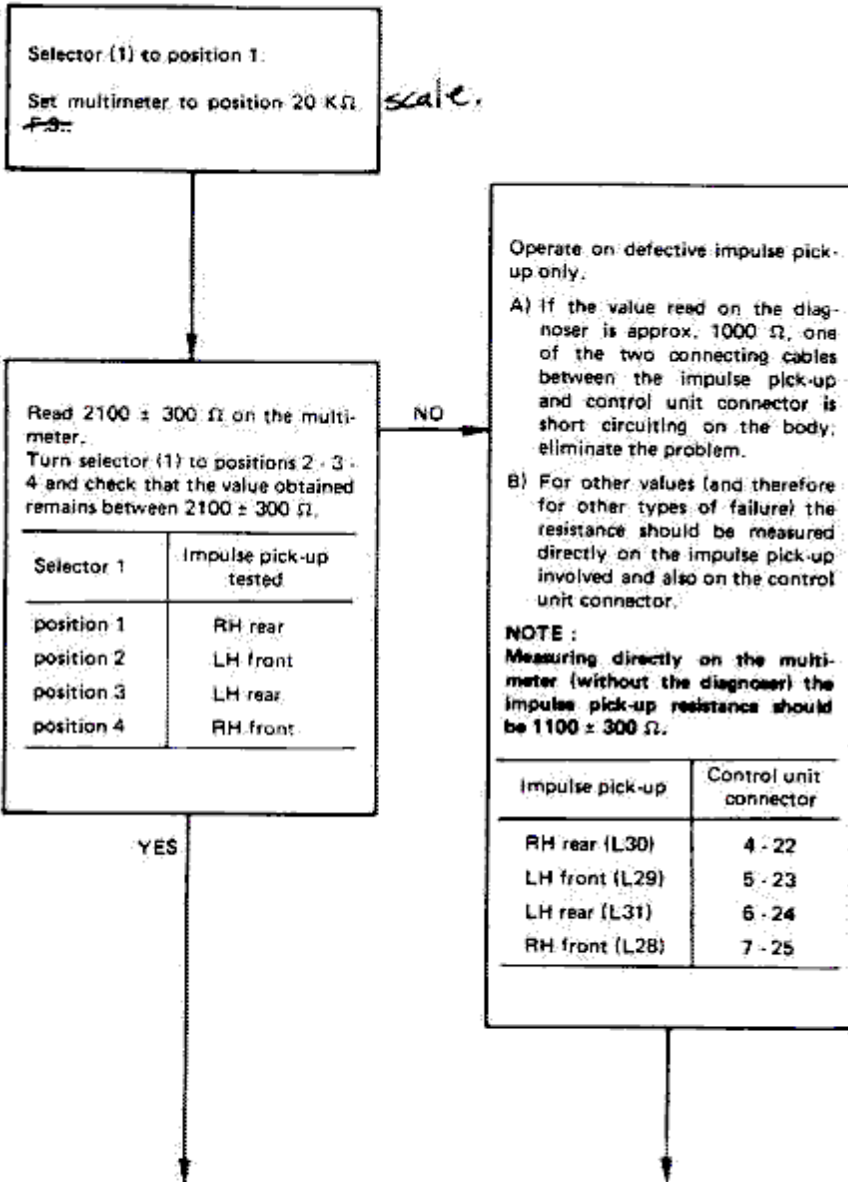 Selector (1) to position 1:
Set multimeter to position 20 KΩ scale.
F.S.:
Read 2100 ± 300 Ω on the multi-
meter.
Turn selector (1) to positions 2 - 3 -
4 and check that the value obtained
remains between 2100 ± 300 Ω.
Selector 1 Impulse pick-up
tested
position 1 RH rear
position 2 LH front
position 3 LH rear
position 4 RH front
YES
NO
Operate on defective impulse pick-
up only.
A) If the value read on the diag-
noser is approx. 1000 Ω, one
of the two connecting cables
between the impulse pick-up
and control unit connector is
short circuiting on the body;
eliminate the problem.
B) For other values (and therefore
for other types of failure) the
resistance should be measured
directly on the impulse pick-up
involved and also on the control
unit connector.
NOTE :
Measuring directly on the multi-
meter (without the diagnoser) the
impulse pick-up resistance should
be 1100 ± 300 Ω.
Impulse pick-up Control unit
connector
RH rear (L30) 4 - 22
LH front (L29) 5 - 23
LH rear (L31) 6 - 24
RH front (L28) 7 - 25